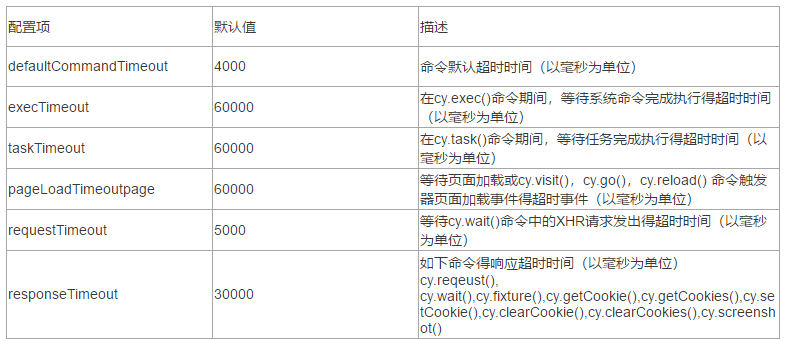 配置项 默认值 描述
defaultCommandTimeout 4000 命令默认超时时间（以毫秒为单位）
execTimeout 60000 在cy.exec()命令期间，等待系统命令完成执行得超时时间
（以毫秒为单位）
taskTimeout 60000 在cy.task()命令期间，等待任务完成执行得超时时间（以
毫秒为单位）
pageLoadTimeoutpage 60000 等待页面加载或cy.visit()，cy.go()，cy.reload() 命令触发
器页面加载事件得超时事件（以毫秒为单位）
requestTimeout 5000 等待cy.wait()命令中的XHR请求发出得超时时间（以毫秒
为单位）
responseTimeout 30000 如下命令得响应超时时间（以毫秒为单位）
cy.reqeust(),
cy.wait(),cy.fixture(),cy.getCookie(),cy.getCookies(),cy.se
tCookie(),cy.clearCookie(),cy.clearCookies(),cy.screensh
ot()